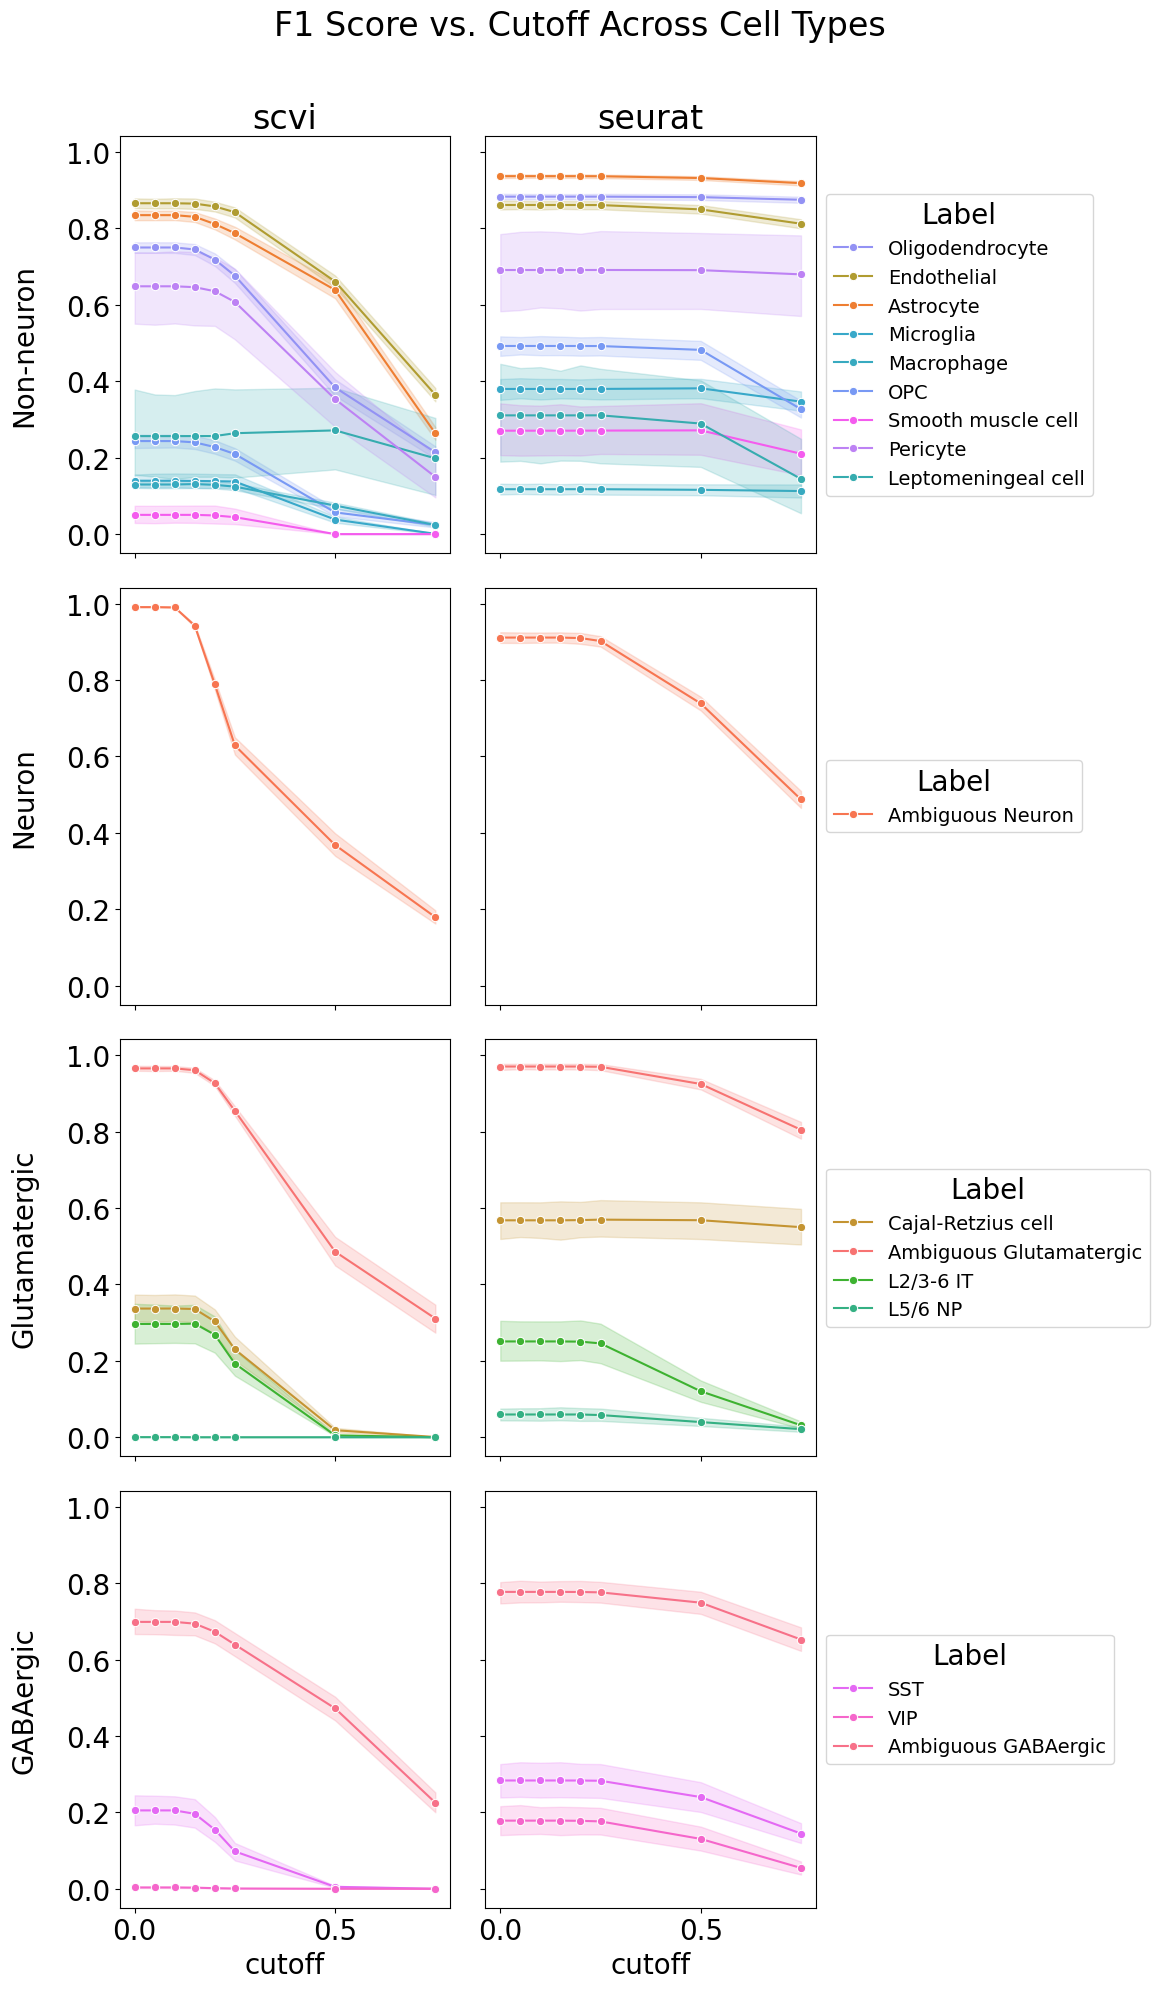 F1 Score vs. Cutoff Across Cell Types
scvi
seurat
Non-neuron
1.0
0.8
0.6
0.4
0.2
0.0
Label
Oligodendrocyte
Endothelial
Astrocyte
Microglia
Macrophage
OPC
Smooth muscle cell
Pericyte
Leptomeningeal cell
Neuron
1.0
0.8
0.6
0.4
0.2
0.0
Label
Ambiguous Neuron
Glutamatergic
1.0
0.8
0.6
0.4
0.2
0.0
Label
Cajal-Retzius cell
Ambiguous Glutamatergic
L2/3-6 IT
L5/6 NP
GABAergic
1.0
0.8
0.6
0.4
0.2
0.0
Label
SST
VIP
Ambiguous GABAergic
0.0 0.5
cutoff
0.0 0.5
cutoff